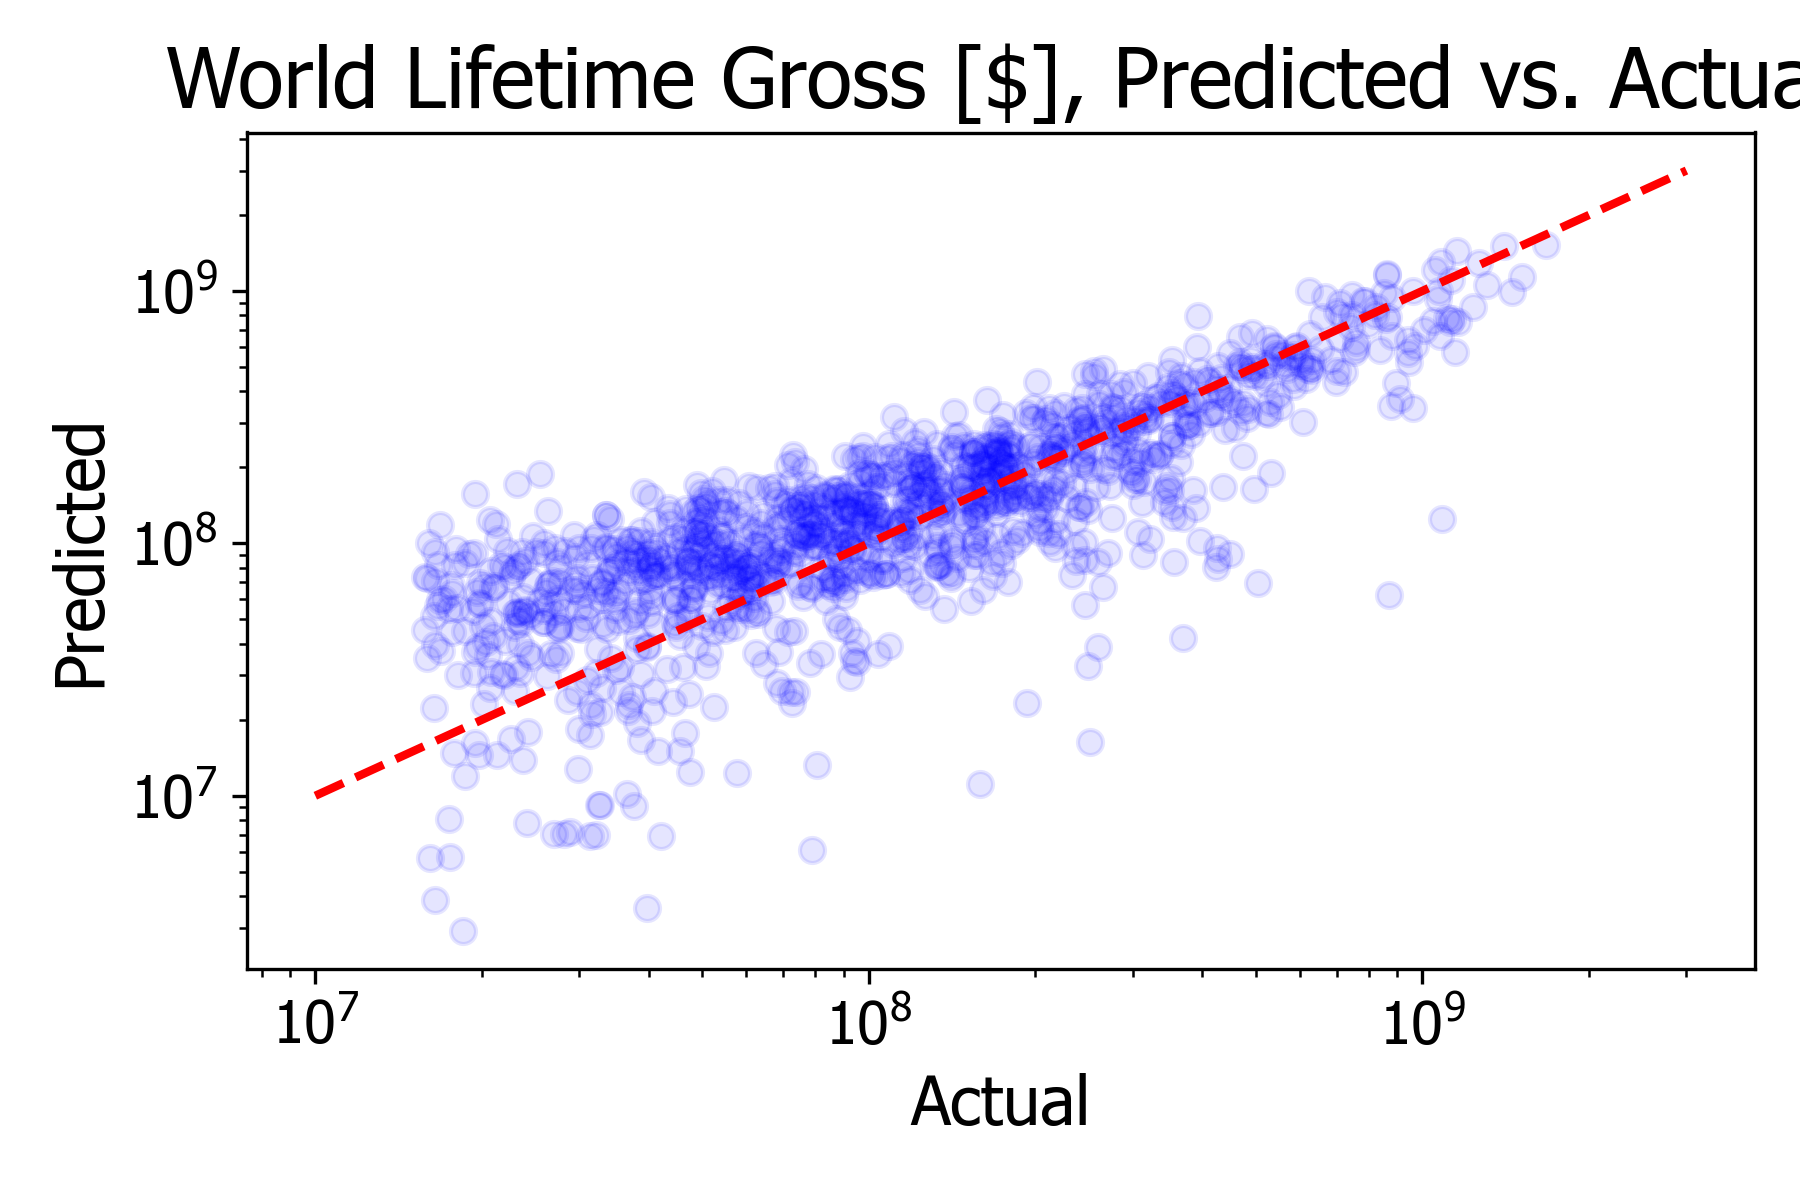 World Lifetime Gross [$], Predicted vs. Actua
Predicted
10⁹
10⁸
10⁷
10⁷ 10⁸ 10⁹
Actual